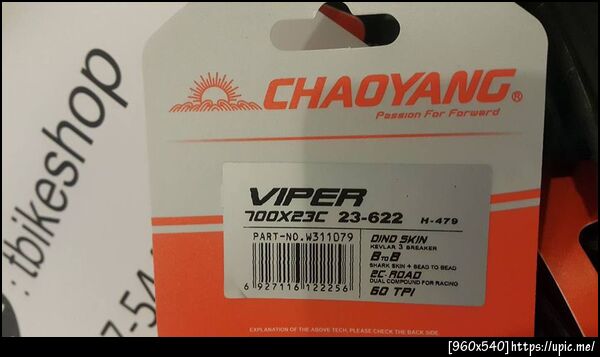 : tbikeshop
CHAOYANG®
Passion For Forward
VIPER
700X23C 23-622 H-479
PART-NO.W311079
6 927116 122256
DINO SKIN
KEVLAR 3 BREAKER
B TO B
SHARK SKIN + BEAD TO BEAD
2C-ROAD
DUAL COMPOUND FOR RACING
60 TPI
EXPLANATION OF THE ABOVE TECH, PLEASE CHECK THE BACK SIDE.
[960x540]https://upic.me/